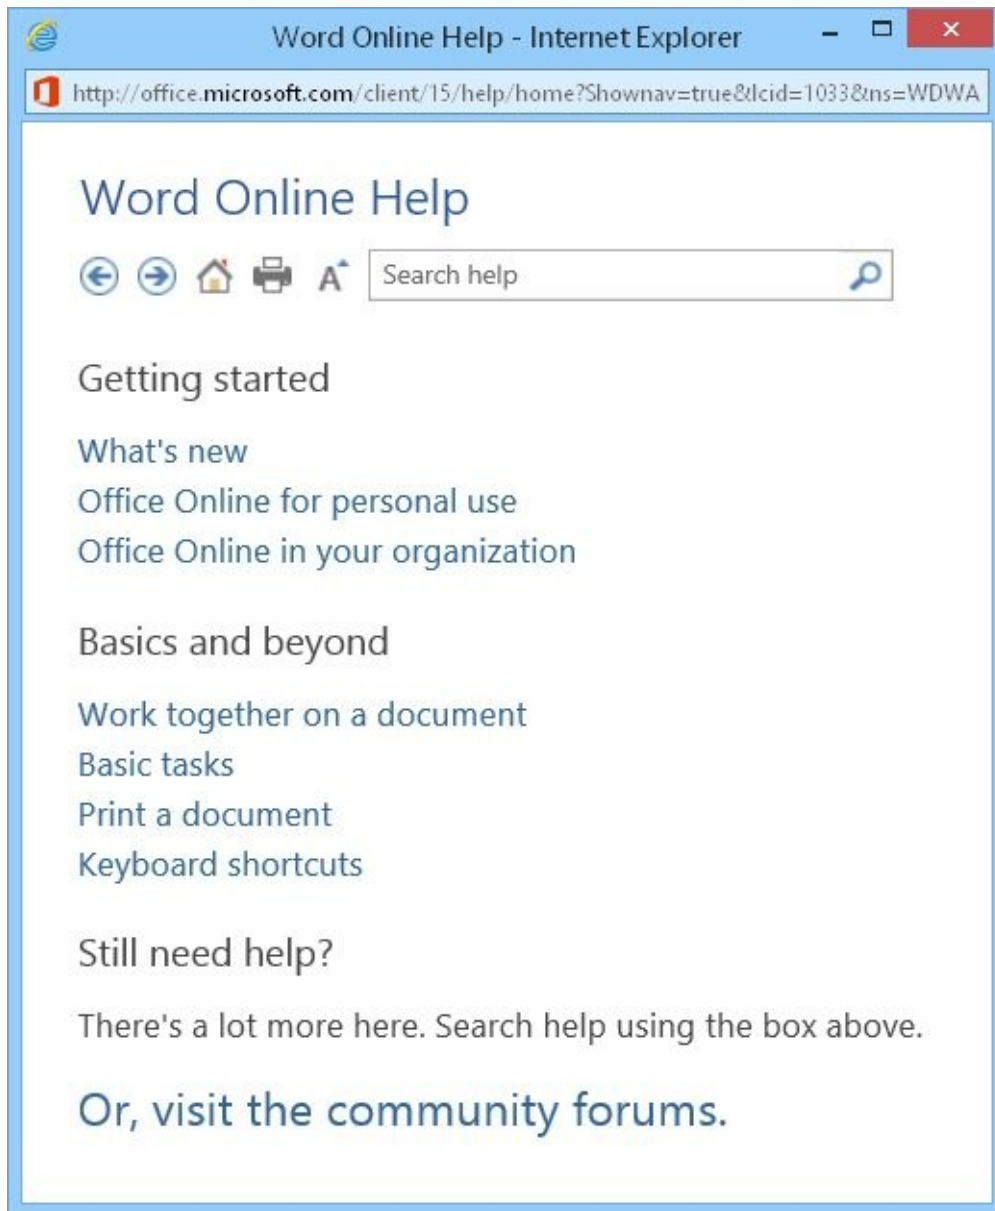 Word Online Help - Internet Explorer
http://office.microsoft.com/client/15/help/home?Shownav=true&lcid=1033&ns=WDWA
Word Online Help
A
Search help
Getting started
What's new
Office Online for personal use
Office Online in your organization
Basics and beyond
Work together on a document
Basic tasks
Print a document
Keyboard shortcuts
Still need help?
There's a lot more here. Search help using the box above.
Or, visit the community forums.